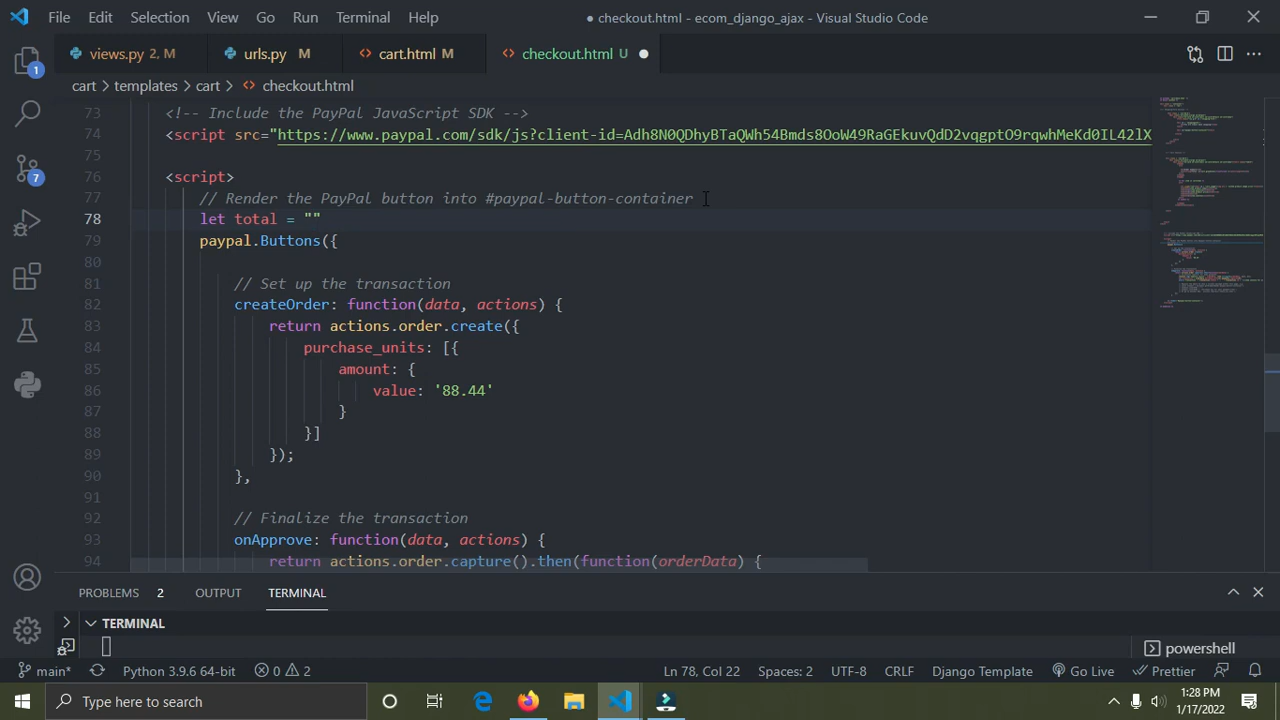 File Edit Selection View Go Run Terminal Help
● checkout.html - ecom_django_ajax - Visual Studio Code
views.py 2, M urls.py M <> cart.html M <> checkout.html U ●
1
cart > templates > cart > <> checkout.html
73 <!-- Include the PayPal JavaScript SDK -->
74 <script src="https://www.paypal.com/sdk/js?client-id=Adh8N0QDhyBTaQWh54Bmds8OoW49RaGEkuvQdD2vqgptO9rqwhMeKd0IL42lX
75
76 <script>
77 // Render the PayPal button into #paypal-button-container
78 let total = ""
79 paypal.Buttons({
80
81 // Set up the transaction
82 createOrder: function(data, actions) {
83 return actions.order.create({
84 purchase_units: [{
85 amount: {
86 value: '88.44'
87 }
88 }]
89 });
90 },
91
92 // Finalize the transaction
93 onApprove: function(data, actions) {
94 return actions.order.capture().then(function(orderData) {
7
PROBLEMS 2 OUTPUT TERMINAL
TERMINAL
powershell
main* Python 3.9.6 64-bit 0 2 Ln 78, Col 22 Spaces: 2 UTF-8 CRLF Django Template Go Live Prettier
Type here to search
1:28 PM
1/17/2022